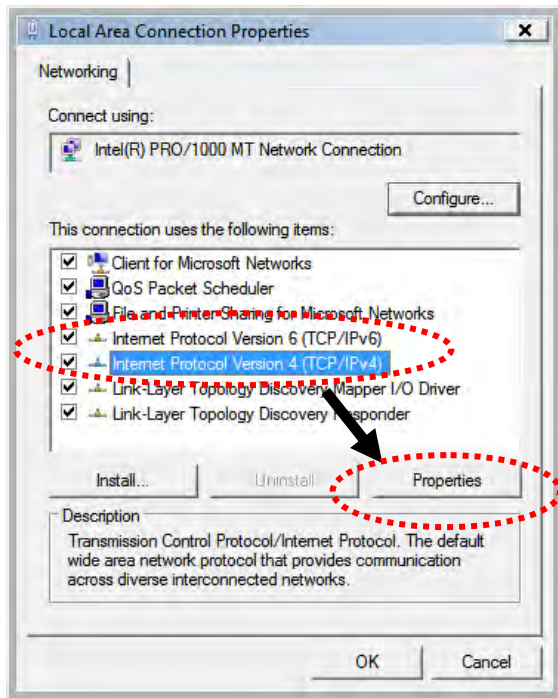 Local Area Connection Properties
Networking
Connect using:
Intel(R) PRO/1000 MT Network Connection
Configure...
This connection uses the following items:
Client for Microsoft Networks
QoS Packet Scheduler
File and Printer Sharing for Microsoft Networks
Internet Protocol Version 6 (TCP/IPv6)
Internet Protocol Version 4 (TCP/IPv4)
Link-Layer Topology Discovery Mapper I/O Driver
Link-Layer Topology Discovery Responder
Install... Uninstall Properties
Description
Transmission Control Protocol/Internet Protocol. The default
wide area network protocol that provides communication
across diverse interconnected networks.
OK Cancel